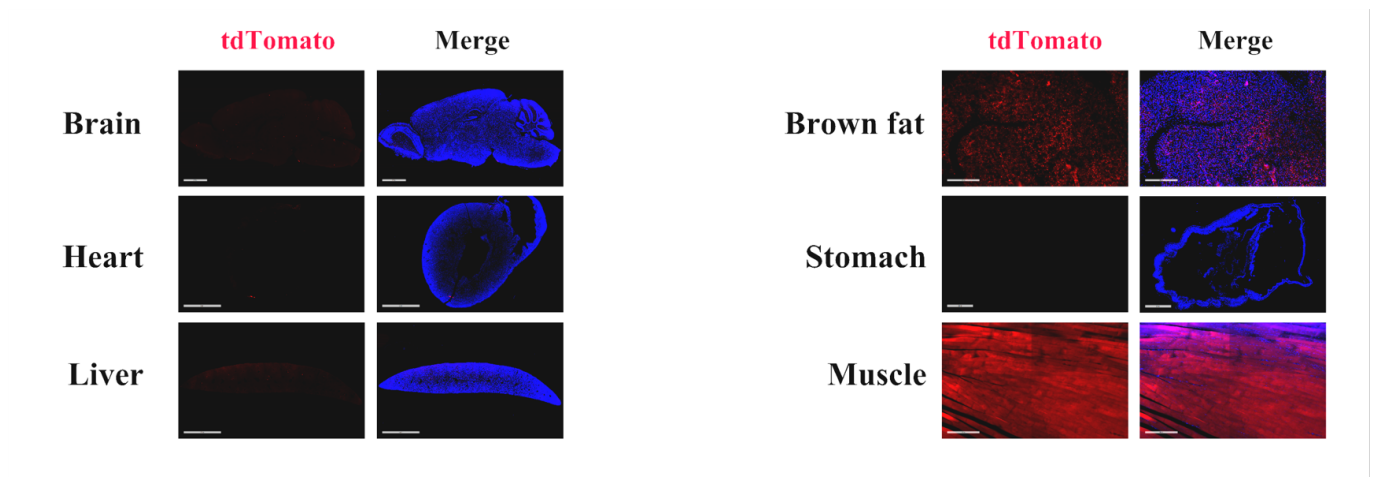 tdTomato Merge
Brain
Heart
Liver
tdTomato Merge
Brown fat
Stomach
Muscle